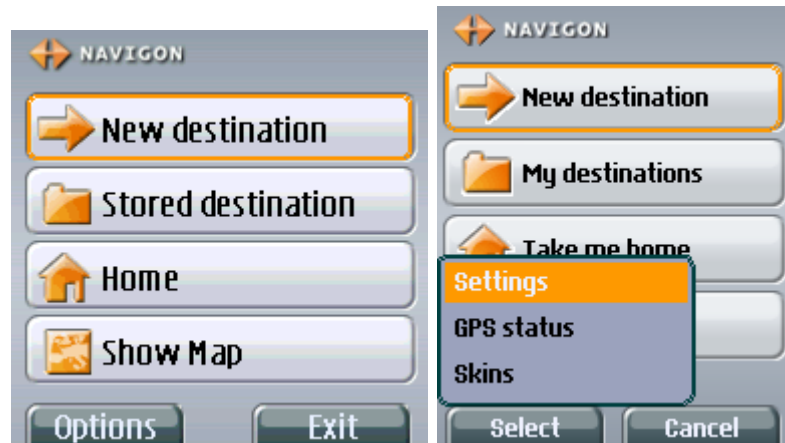 NAVIGON
New destination
Stored destination
Home
Show Map
Options
Exit
NAVIGON
New destination
My destinations
Take me home
Settings
GPS status
Skins
Select
Cancel